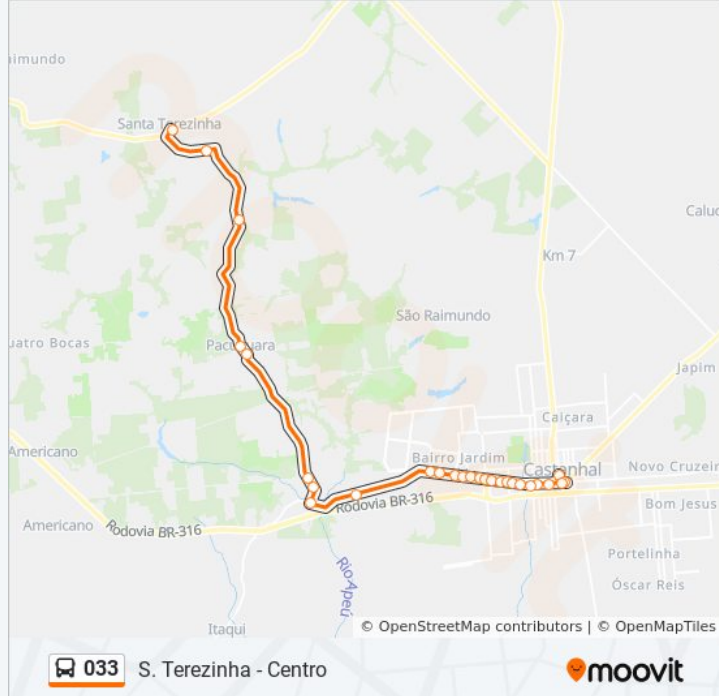 aimundo
Santa Terezinha
Caluc
Km 7
São Raimundo
uatro Bocas
Japim
Caiçara
Americano
Bairro Jardim
Castanhal
Novo Cruzeir
Rodovia BR-316
Bom Jesus
Americano
Rodovia BR-316
Portelinha
Rio Apeú
Óscar Reis
Itaqui
© OpenStreetMap contributors | © OpenMapTiles
033 S. Terezinha - Centro
moovit